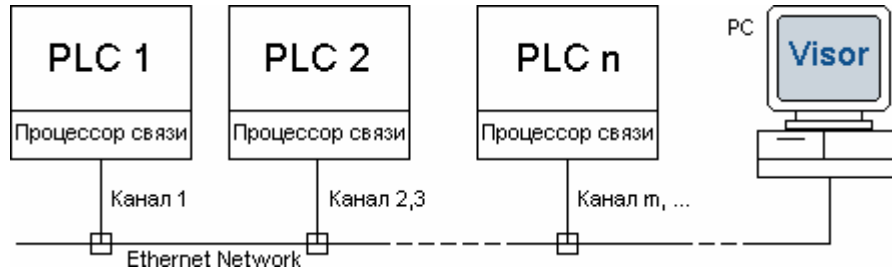 PLC 1
PLC 2
PLC n
PC
Visor
Процессор связи
Процессор связи
Процессор связи
Канал 1
Канал 2,3
Канал m, ...
Ethernet Network